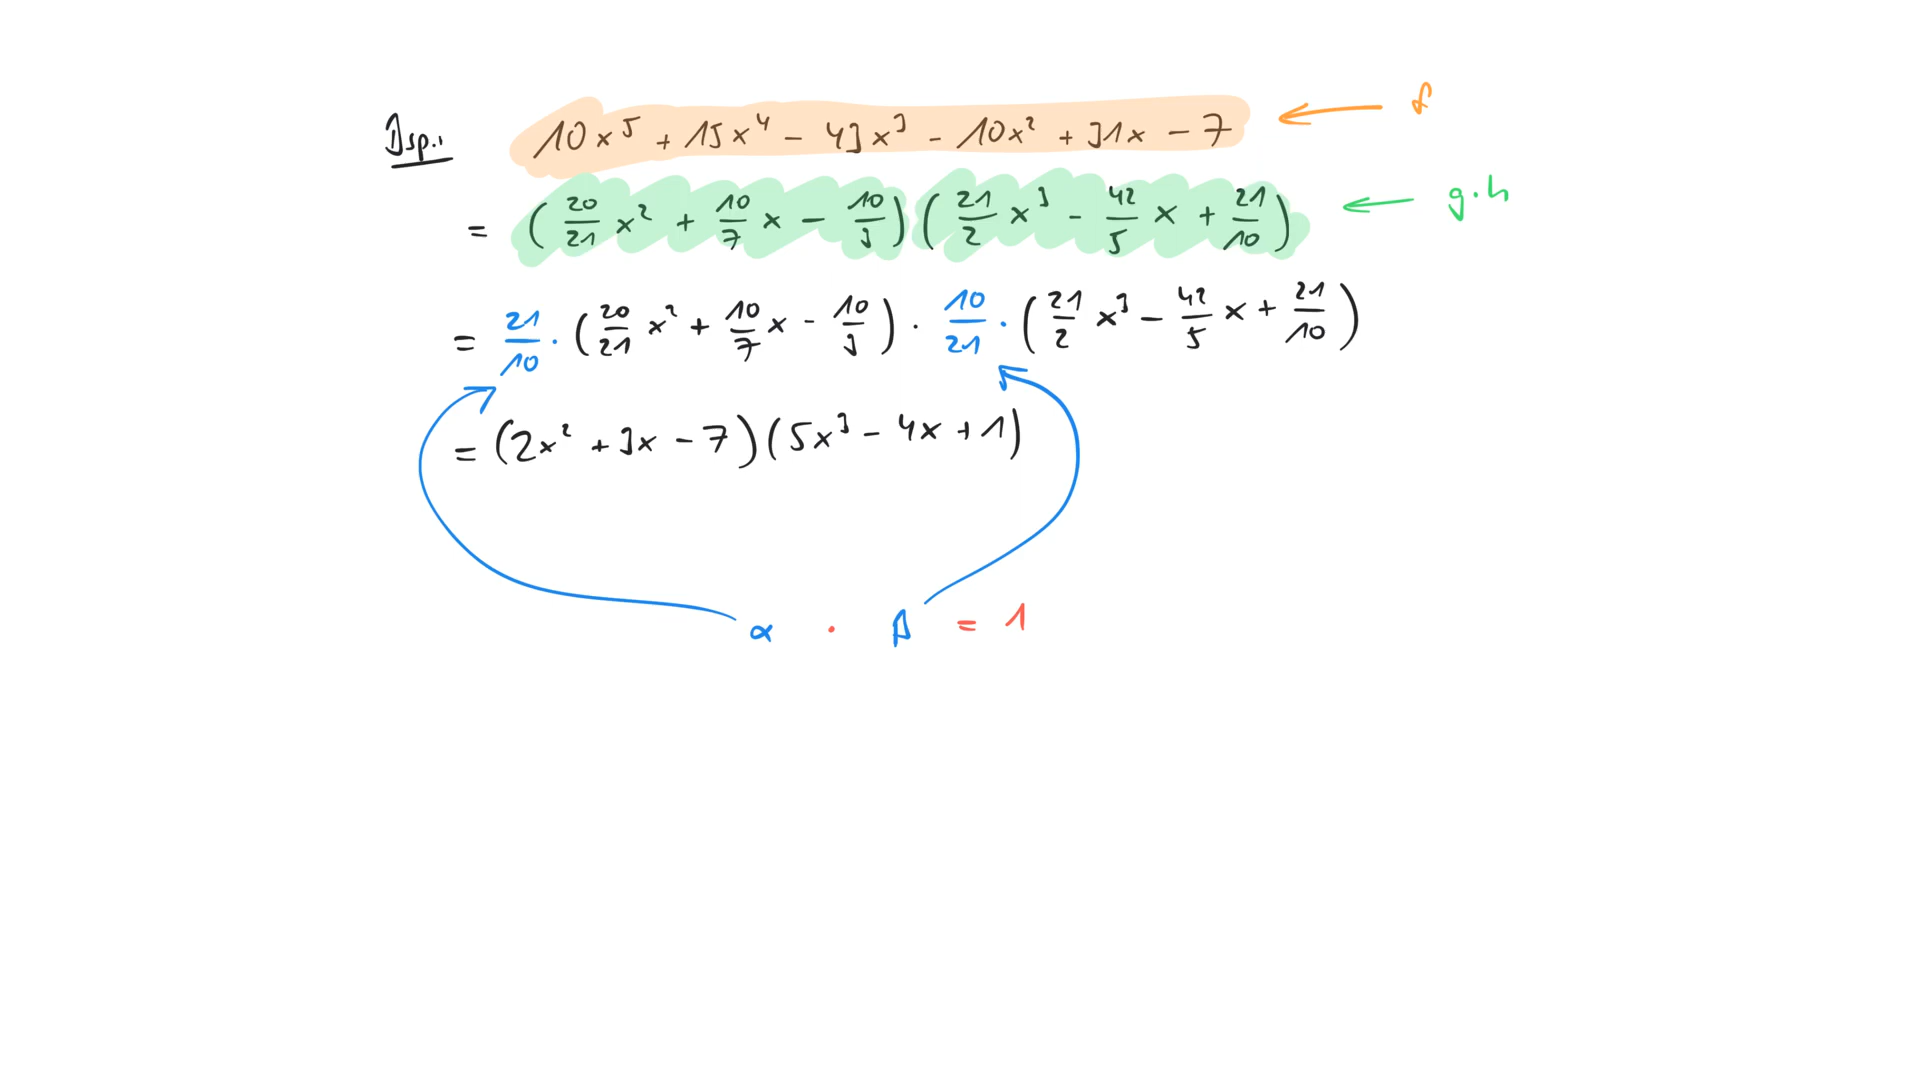 Bsp.: 10x⁵ + 15x⁴ - 43x³ - 10x² + 31x - 7 ← f
= (20/21 x² + 10/7 x - 10/3)(21/2 x³ - 42/5 x + 21/10) ← g·h
= 21/10 · (20/21 x² + 10/7 x - 10/3) · 10/21 · (21/2 x³ - 42/5 x + 21/10)
= (2x² + 3x - 7)(5x³ - 4x + 1)
α · β = 1